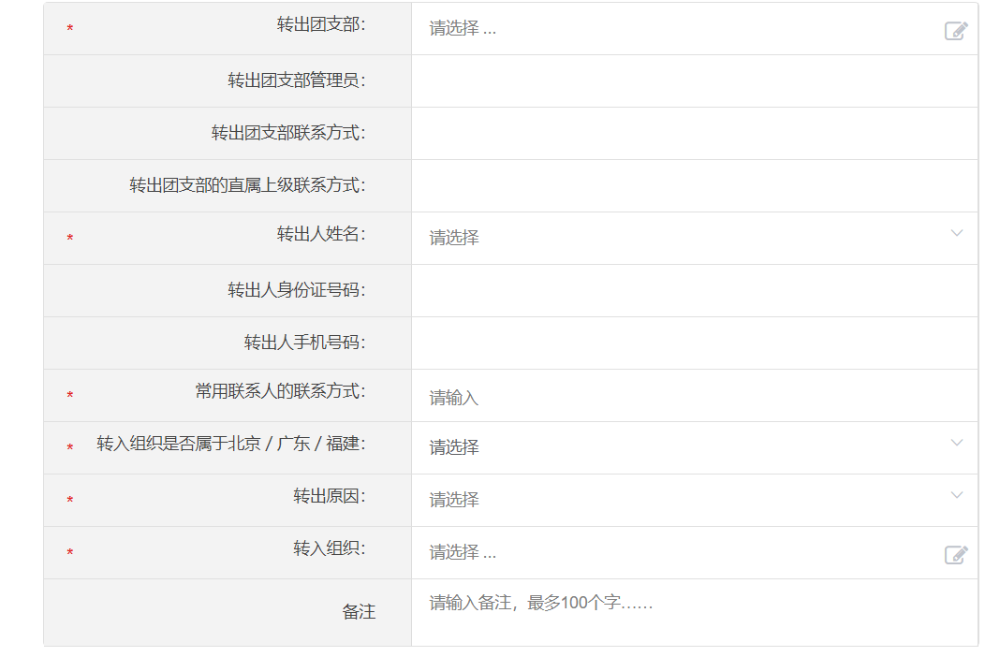 * 转出团支部： 请选择 ...
转出团支部管理员：
转出团支部联系方式：
转出团支部的直属上级联系方式：
* 转出人姓名： 请选择
转出人身份证号码：
转出人手机号码：
* 常用联系人的联系方式： 请输入
* 转入组织是否属于北京 / 广东 / 福建： 请选择
* 转出原因： 请选择
* 转入组织： 请选择 ...
备注 请输入备注，最多100个字……